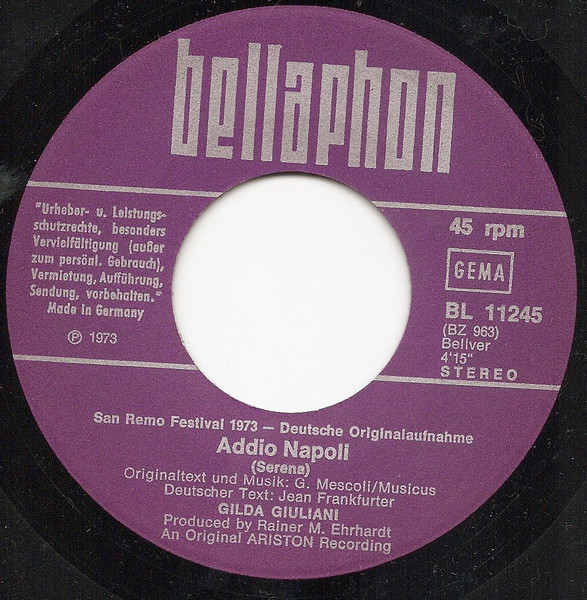 bellaphon
"Urheber- u. Leistungs-
schutzrechte, besonders
Vervielfältigung (außer
zum persönl. Gebrauch),
Vermietung, Aufführung,
Sendung, vorbehalten."
Made in Germany
℗ 1973
45 rpm
GEMA
BL 11245
(BZ 963)
Bellver
4'15"
STEREO
San Remo Festival 1973 — Deutsche Originalaufnahme
Addio Napoli
(Serena)
Originaltext und Musik: G. Mescoli/Musicus
Deutscher Text: Jean Frankfurter
GILDA GIULIANI
Produced by Rainer M. Ehrhardt
An Original ARISTON Recording